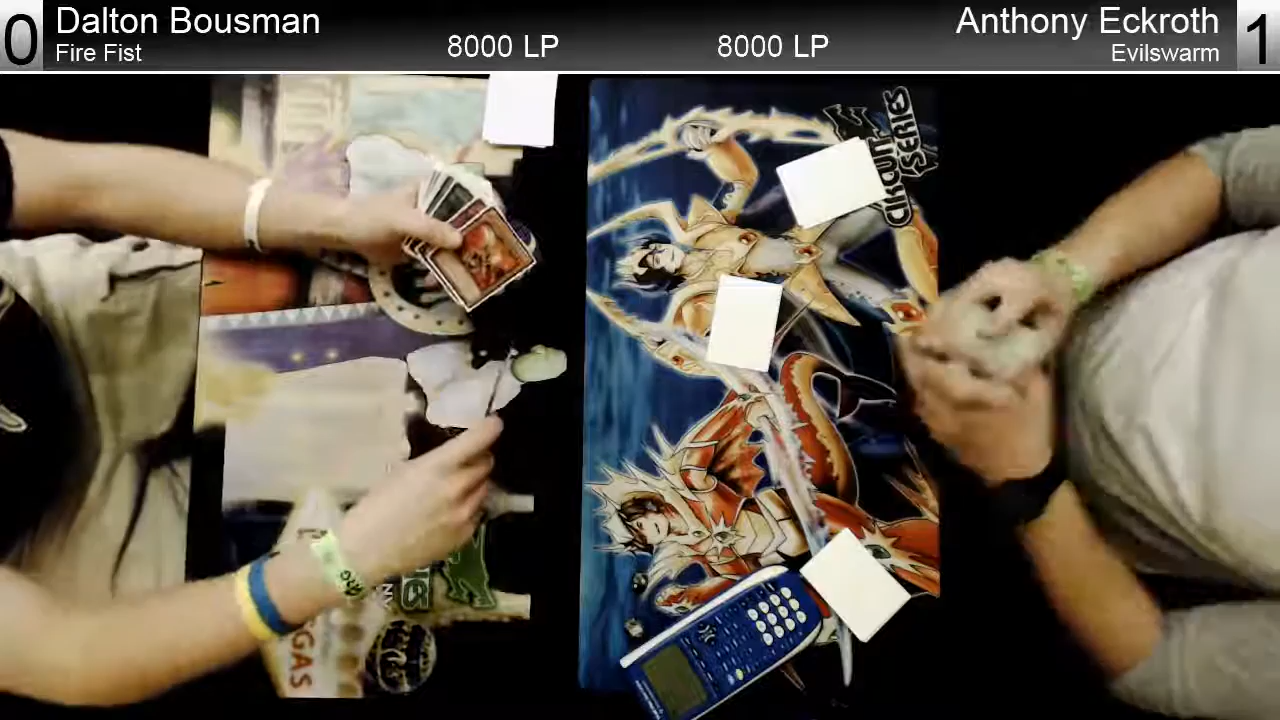 0
Dalton Bousman
Fire Fist
8000 LP
8000 LP
Anthony Eckroth
Evilswarm
1
CIRCUIT
SERIES
GAS